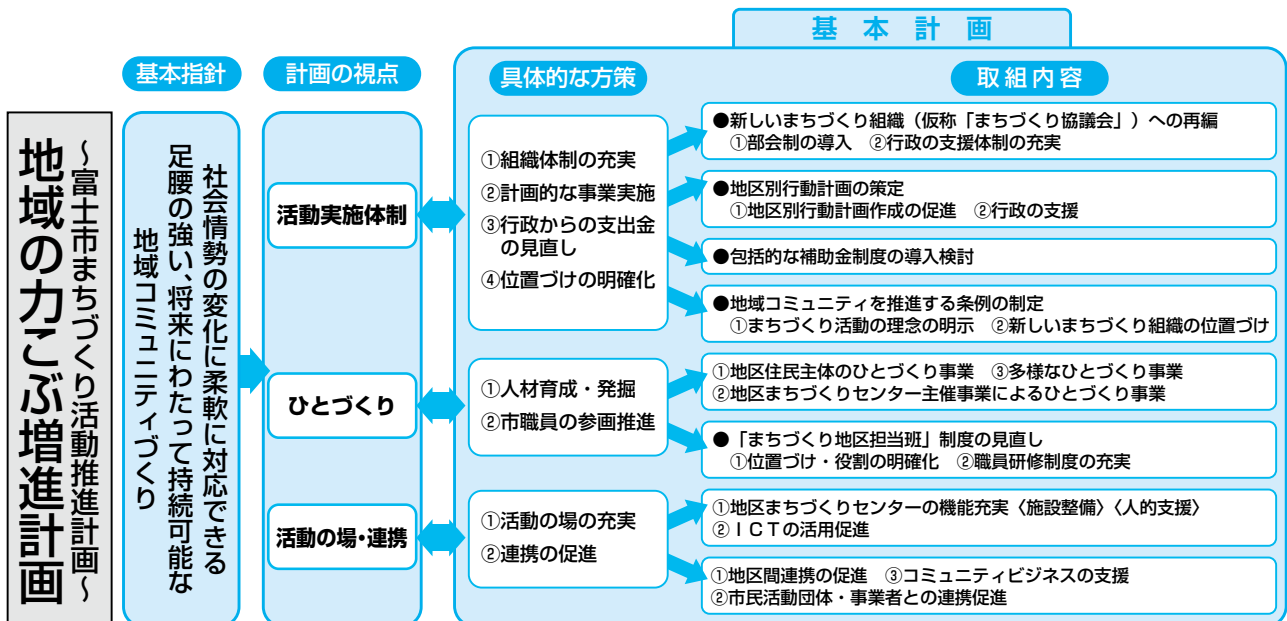 地域の力こぶ増進計画
〜富士市まちづくり活動推進計画〜
基本指針
社会情勢の変化に柔軟に対応できる
足腰の強い、将来にわたって持続可能な
地域コミュニティづくり
計画の視点
活動実施体制
ひとづくり
活動の場・連携
基本計画
具体的な方策
取組内容
①組織体制の充実
②計画的な事業実施
③行政からの支出金
の見直し
④位置づけの明確化
●新しいまちづくり組織（仮称「まちづくり協議会」）への再編
①部会制の導入　②行政の支援体制の充実
●地区別行動計画の策定
①地区別行動計画作成の促進　②行政の支援
●包括的な補助金制度の導入検討
●地域コミュニティを推進する条例の制定
①まちづくり活動の理念の明示　②新しいまちづくり組織の位置づけ
①人材育成・発掘
②市職員の参画推進
①地区住民主体のひとづくり事業　③多様なひとづくり事業
②地区まちづくりセンター主催事業によるひとづくり事業
●「まちづくり地区担当班」制度の見直し
①位置づけ・役割の明確化　②職員研修制度の充実
①活動の場の充実
②連携の促進
①地区まちづくりセンターの機能充実〈施設整備〉〈人的支援〉
②ＩＣＴの活用促進
①地区間連携の促進　③コミュニティビジネスの支援
②市民活動団体・事業者との連携促進